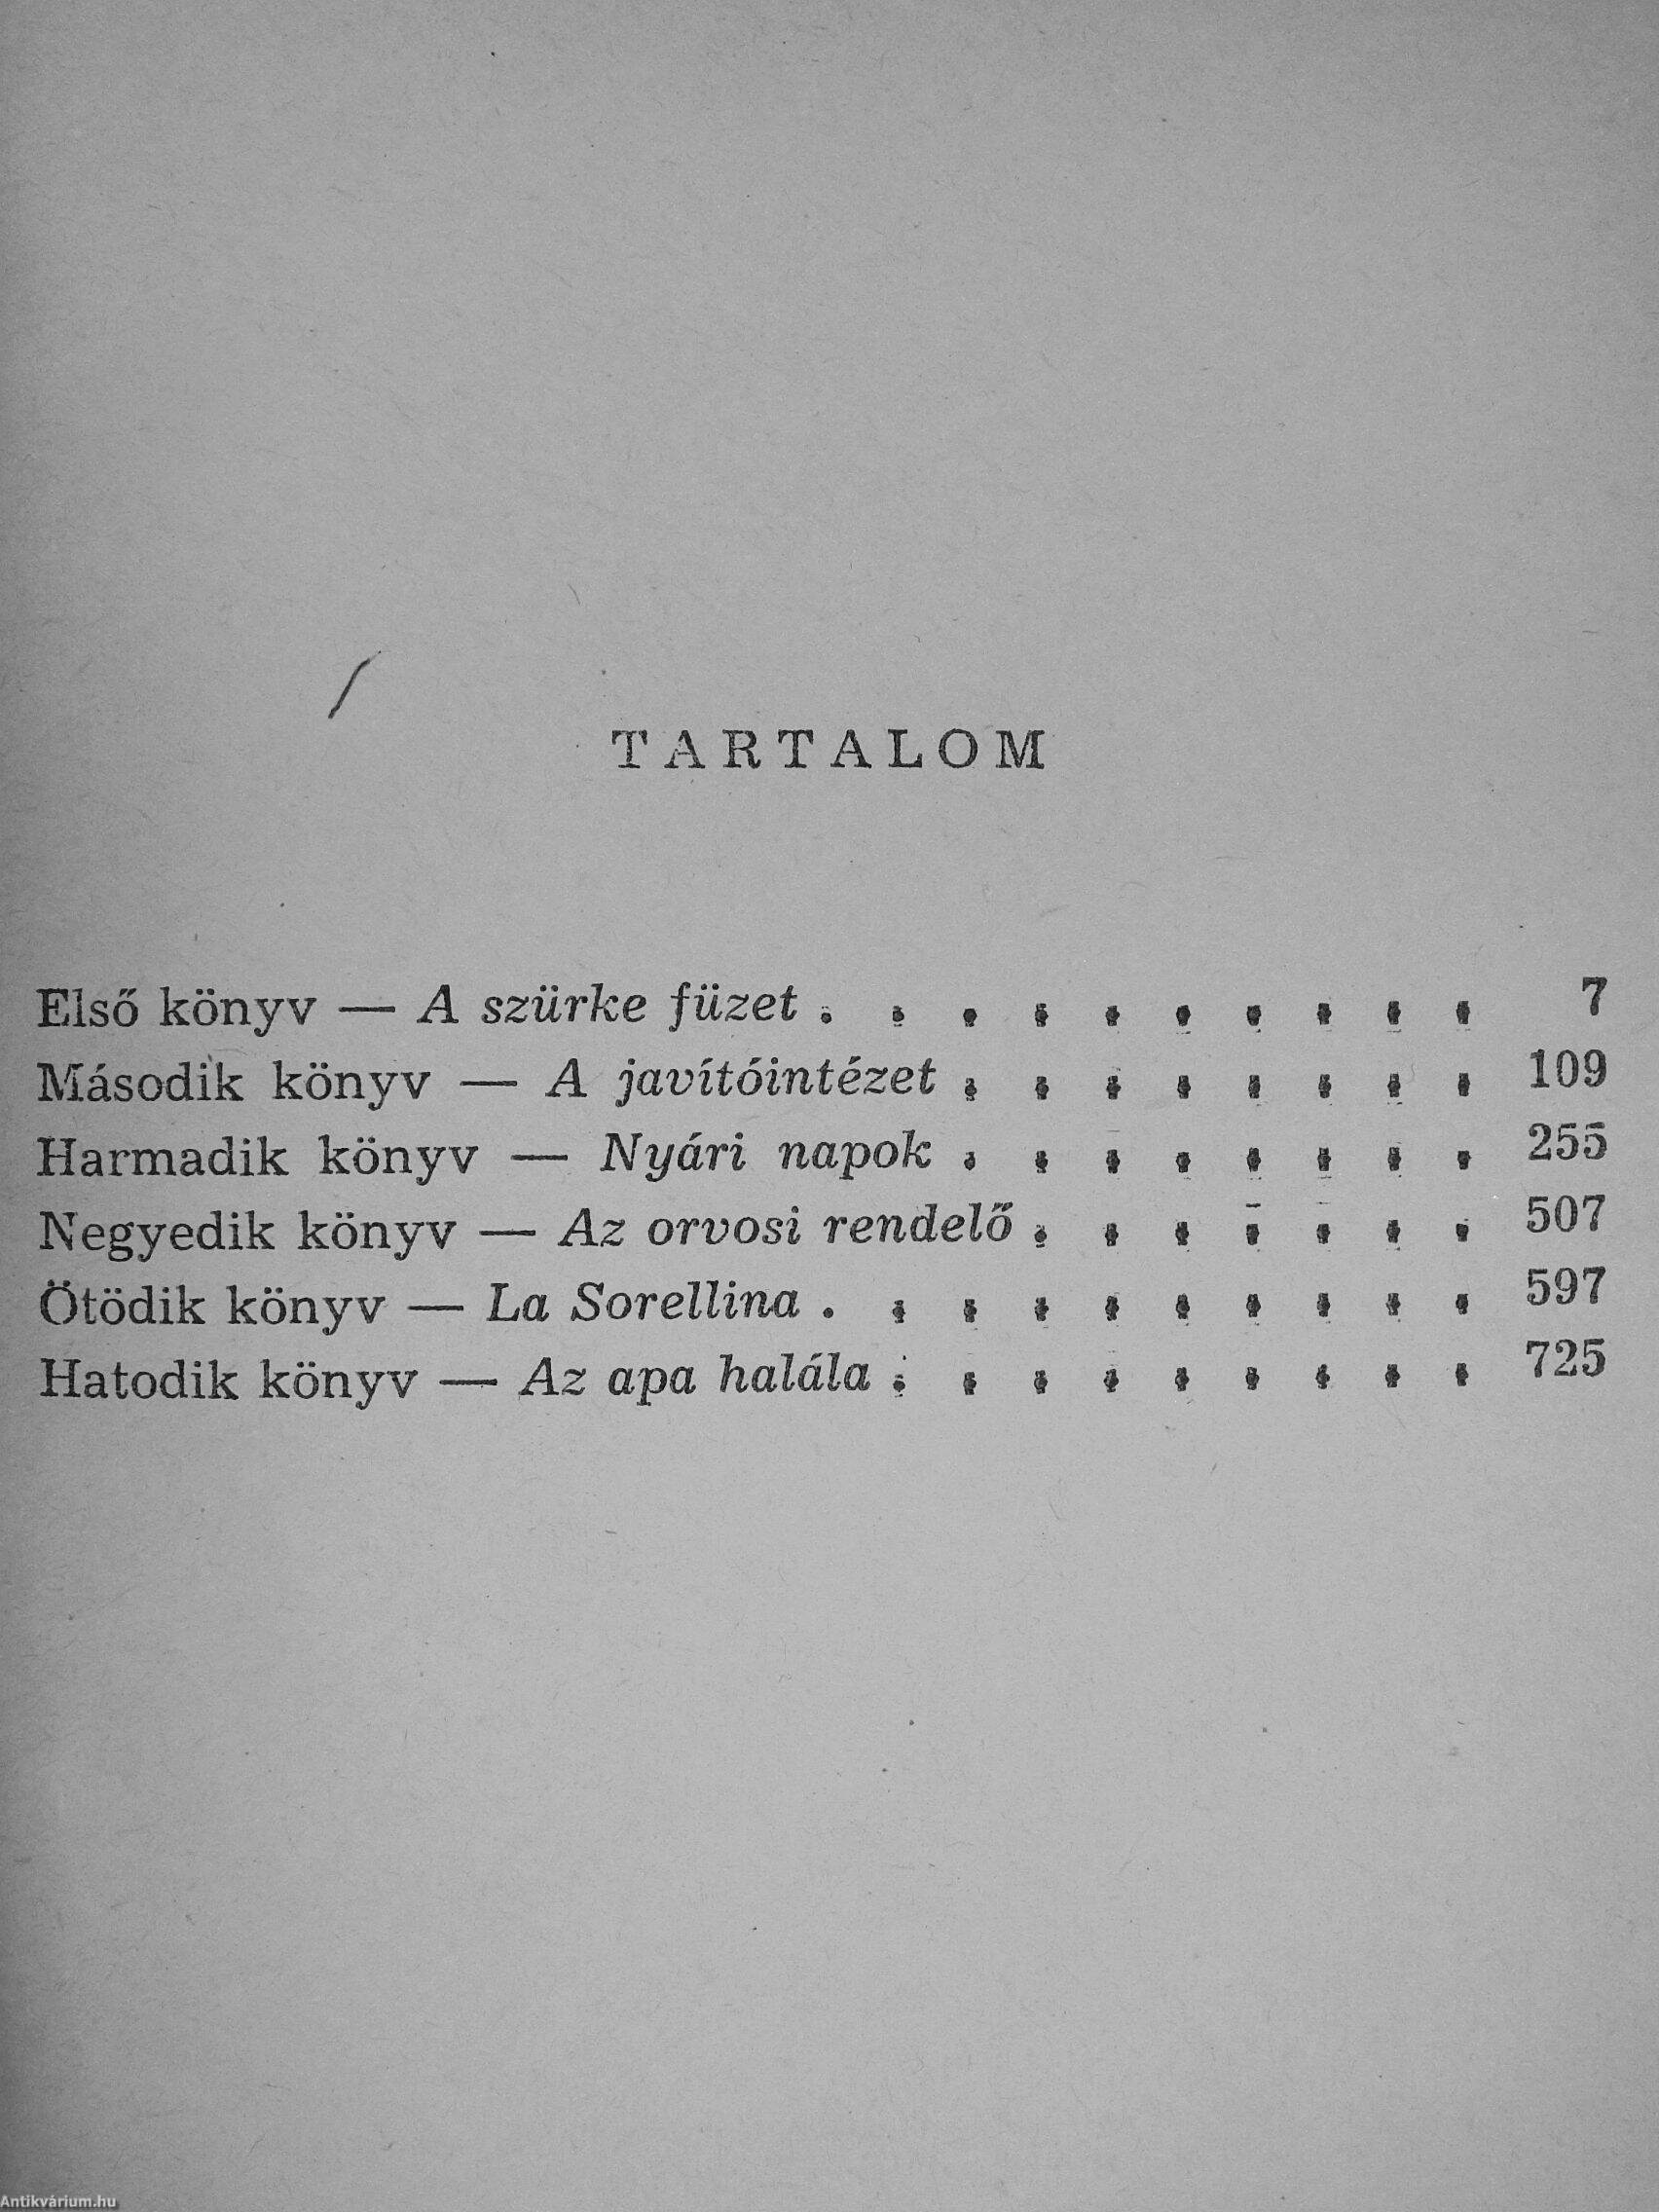 TARTALOM
Első könyv — A szürke füzet . . . . . . . . . . 7
Második könyv — A javítóintézet . . . . . . . . 109
Harmadik könyv — Nyári napok . . . . . . . . 255
Negyedik könyv — Az orvosi rendelő . . . . . . . 507
Ötödik könyv — La Sorellina . . . . . . . . . . 597
Hatodik könyv — Az apa halála . . . . . . . . . 725
Antikvárium.hu